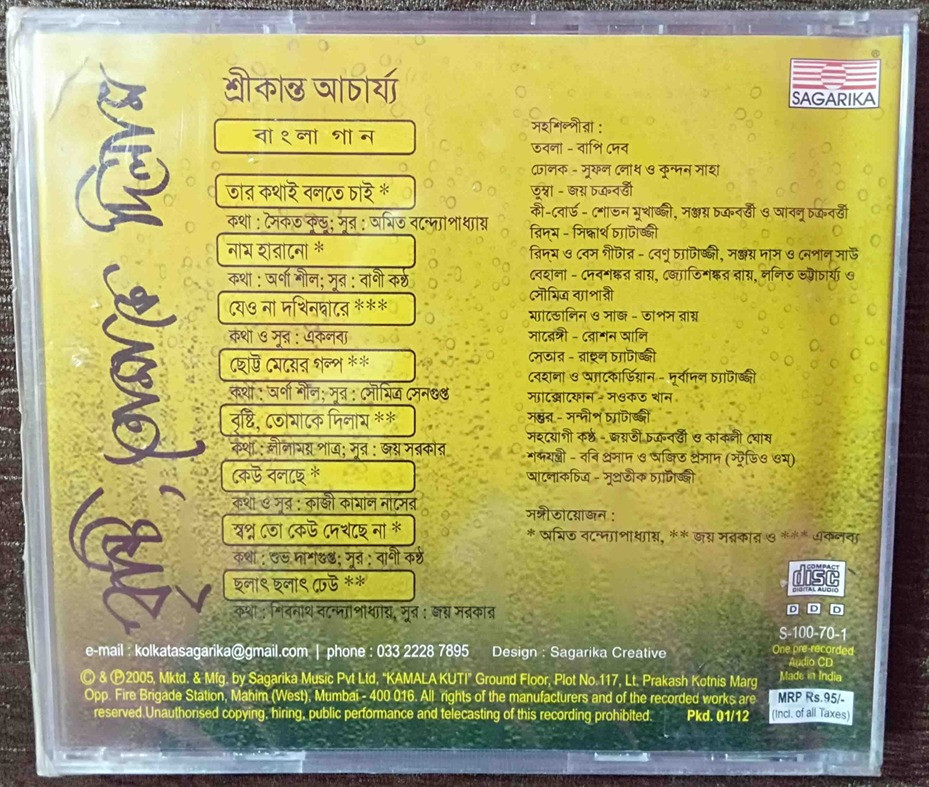 বৃষ্টি, তোমাকে দিলাম
শ্রীকান্ত আচার্য্য
বাংলা গান
তার কথাই বলতে চাই *
কথা : সৈকত কুন্ডু; সুর : অমিত বন্দ্যোপাধ্যায়
নাম হারানো *
কথা : অর্ণা শীল; সুর : বাণী কন্ঠ
যেও না দখিনদ্বারে ***
কথা ও সুর : একলব্য
ছোট্ট মেয়ের গল্প **
কথা : অর্ণা শীল; সুর : সৌমিত্র সেনগুপ্ত
বৃষ্টি, তোমাকে দিলাম **
কথা : লীলাময় পাত্র; সুর : জয় সরকার
কেউ বলছে *
কথা ও সুর : কাজী কামাল নাসের
স্বপ্ন তো কেউ দেখছে না *
কথা : শুভ দাশগুপ্ত; সুর : বাণী কন্ঠ
ছলাৎ ছলাৎ ঢেউ **
কথা : শিবনাথ বন্দ্যোপাধ্যায়, সুর : জয় সরকার
SAGARIKA
®
সহশিল্পীরা :
তবলা - বাপি দেব
ঢোলক - সুফল লোধ ও কুন্দন সাহা
তুম্বা - জয় চক্রবর্ত্তী
কী-বোর্ড - শোভন মুখার্জ্জী, সঞ্জয় চক্রবর্ত্তী ও আবলু চক্রবর্ত্তী
রিদ্‌ম - সিদ্ধার্থ চ্যাটার্জ্জী
রিদ্‌ম ও বেস গীটার - বেণু চ্যাটার্জ্জী, সঞ্জয় দাস ও নেপাল সাউ
বেহালা - দেবশঙ্কর রায়, জ্যোতিশঙ্কর রায়, ললিত ভট্টাচার্য্য ও
সৌমিত্র ব্যাপারী
ম্যান্ডোলিন ও সাজ - তাপস রায়
সারেঙ্গী - রোশন আলি
সেতার - রাহুল চ্যাটার্জ্জী
বেহালা ও অ্যাকোর্ডিয়ান - দূর্বাদল চ্যাটার্জ্জী
স্যাক্সোফোন - সওকত খান
সন্তুর - সন্দীপ চ্যাটার্জ্জী
সহযোগী কন্ঠ - জয়তী চক্রবর্ত্তী ও কাকলী ঘোষ
শব্দযন্ত্রী - ববি প্রসাদ ও অজিত প্রসাদ (স্টুডিও ওম্)
আলোকচিত্র - সুপ্রতীক চ্যাটার্জ্জী
সঙ্গীতায়োজন :
* অমিত বন্দ্যোপাধ্যায়, ** জয় সরকার ও *** একলব্য
COMPACT
disc
DIGITAL AUDIO
D D D
S-100-70-1
One pre-recorded
Audio CD
Made in India
MRP Rs.95/-
(Incl. of all Taxes)
e-mail : kolkatasagarika@gmail.com | phone : 033 2228 7895 Design : Sagarika Creative
© & ℗2005, Mktd. & Mfg. by Sagarika Music Pvt Ltd, "KAMALA KUTI" Ground Floor, Plot No.117, Lt. Prakash Kotnis Marg
Opp. Fire Brigade Station, Mahim (West), Mumbai - 400 016. All rights of the manufacturers and of the recorded works are
reserved.Unauthorised copying, hiring, public performance and telecasting of this recording prohibited. Pkd. 01/12